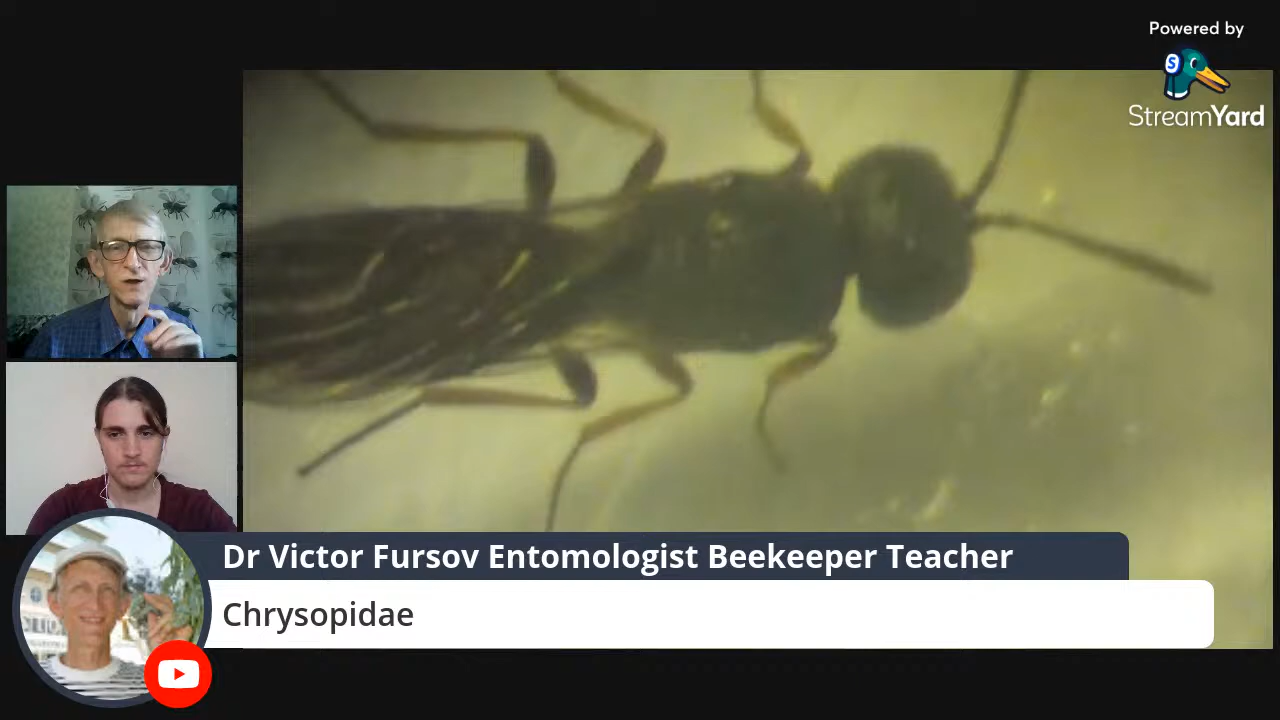 Powered by
StreamYard
Dr Victor Fursov Entomologist Beekeeper Teacher
Chrysopidae